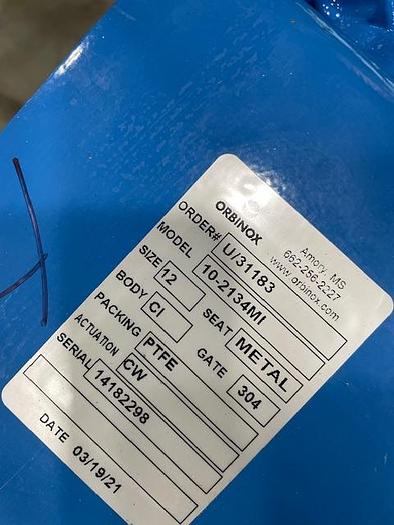 ORBINOX
Amory, MS
662-256-2227
www.orbinox.com
ORDER# U/31183
MODEL 10-2134MI
SIZE 12 SEAT METAL
BODY CI GATE 304
PACKING PTFE
ACTUATION CW
SERIAL 14182298
DATE 03/19/21